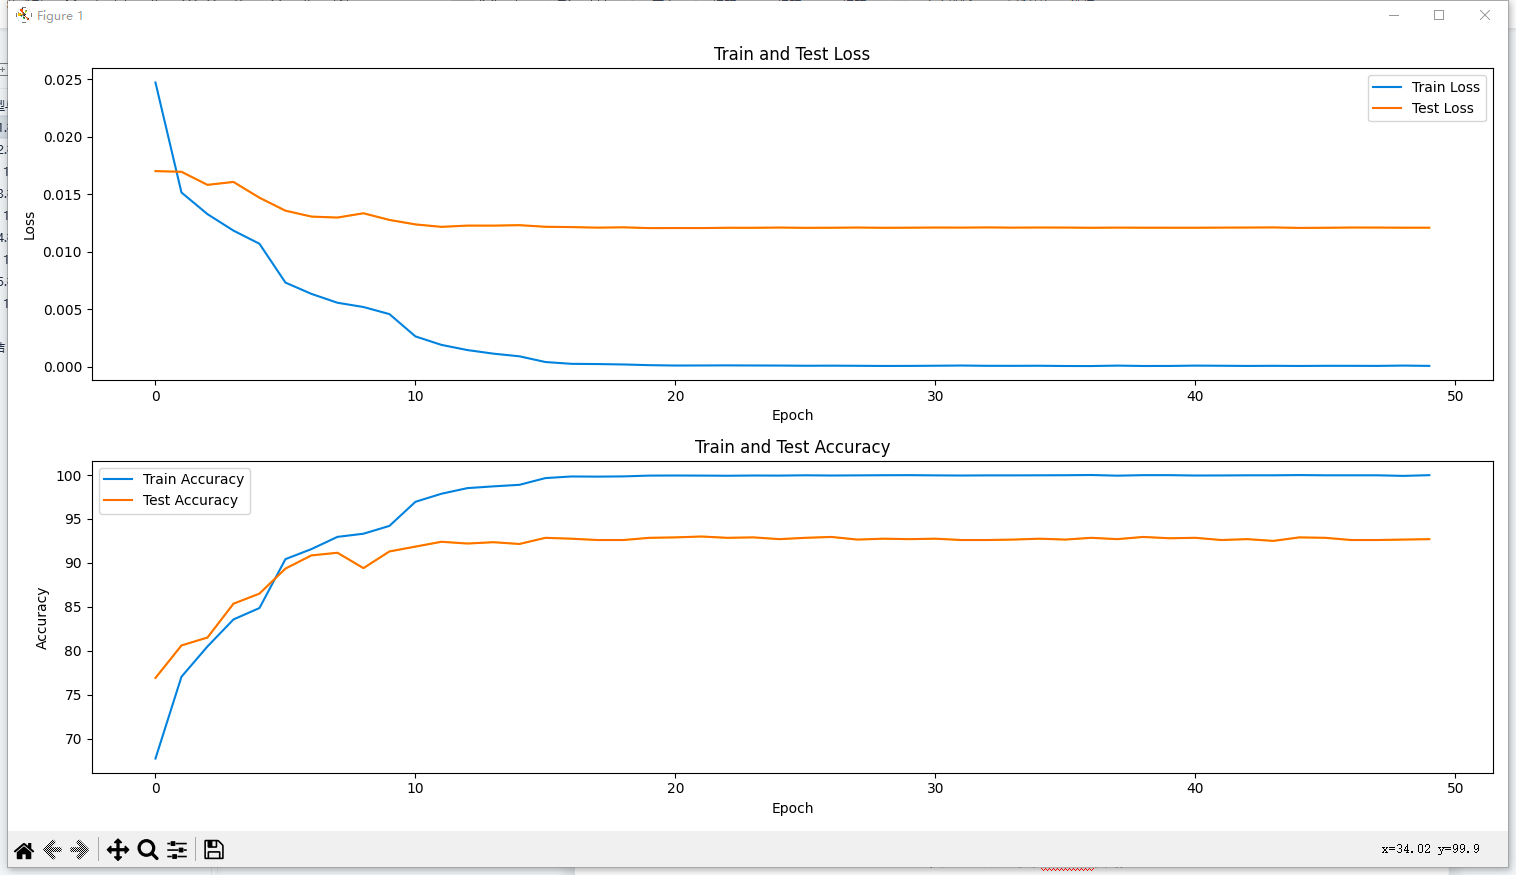 Figure 1
Train and Test Loss
0.025
0.020
0.015
0.010
0.005
0.000
Loss
Train Loss
Test Loss
0
10
20
30
40
50
Epoch
Train and Test Accuracy
100
95
90
85
80
75
70
Accuracy
Train Accuracy
Test Accuracy
0
10
20
30
40
50
Epoch
x=34.02 y=99.9